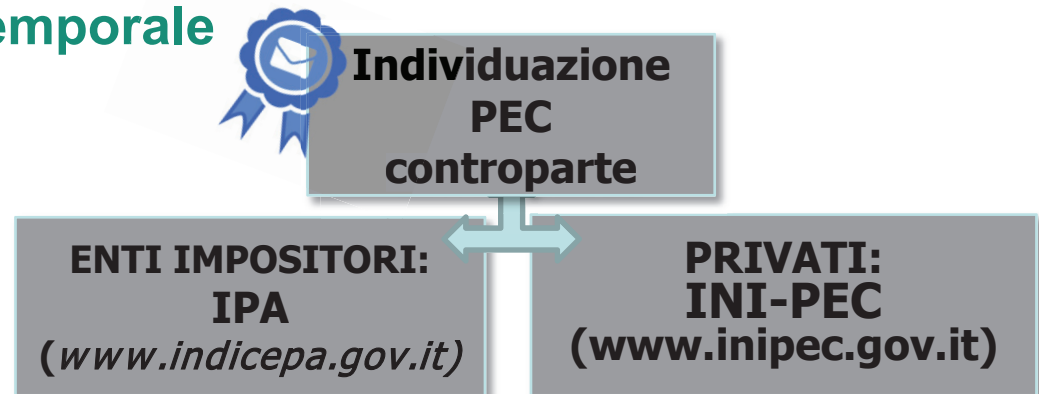 emporale
Individuazione
PEC
controparte
ENTI IMPOSITORI:
IPA
(www.indicepa.gov.it)
PRIVATI:
INI-PEC
(www.inipec.gov.it)